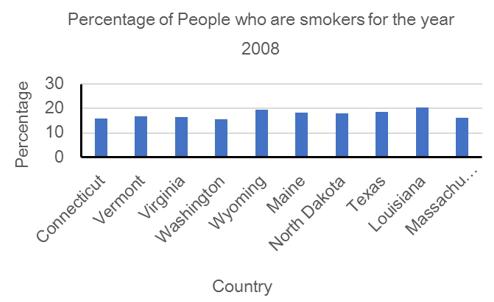 Percentage of People who are smokers for the year
2008
Percentage
30
20
10
0
Connecticut
Vermont
Virginia
Washington
Wyoming
Maine
North Dakota
Texas
Louisiana
Massachu…
Country